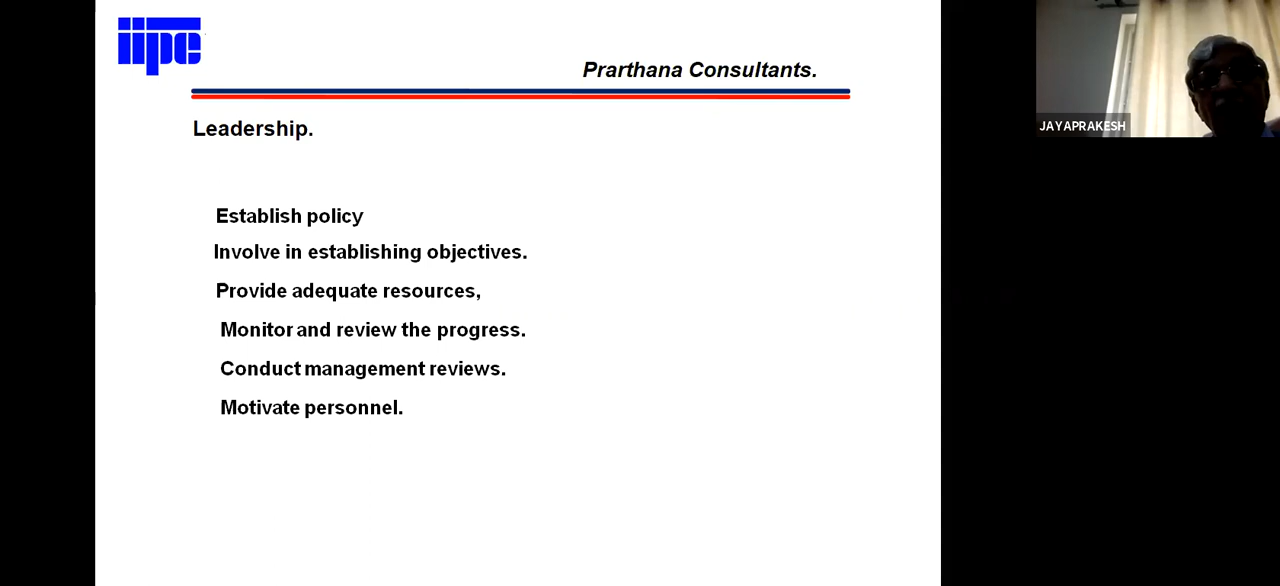 iipe
Prarthana Consultants.
Leadership.
Establish policy
Involve in establishing objectives.
Provide adequate resources,
Monitor and review the progress.
Conduct management reviews.
Motivate personnel.
JAYAPRAKESH